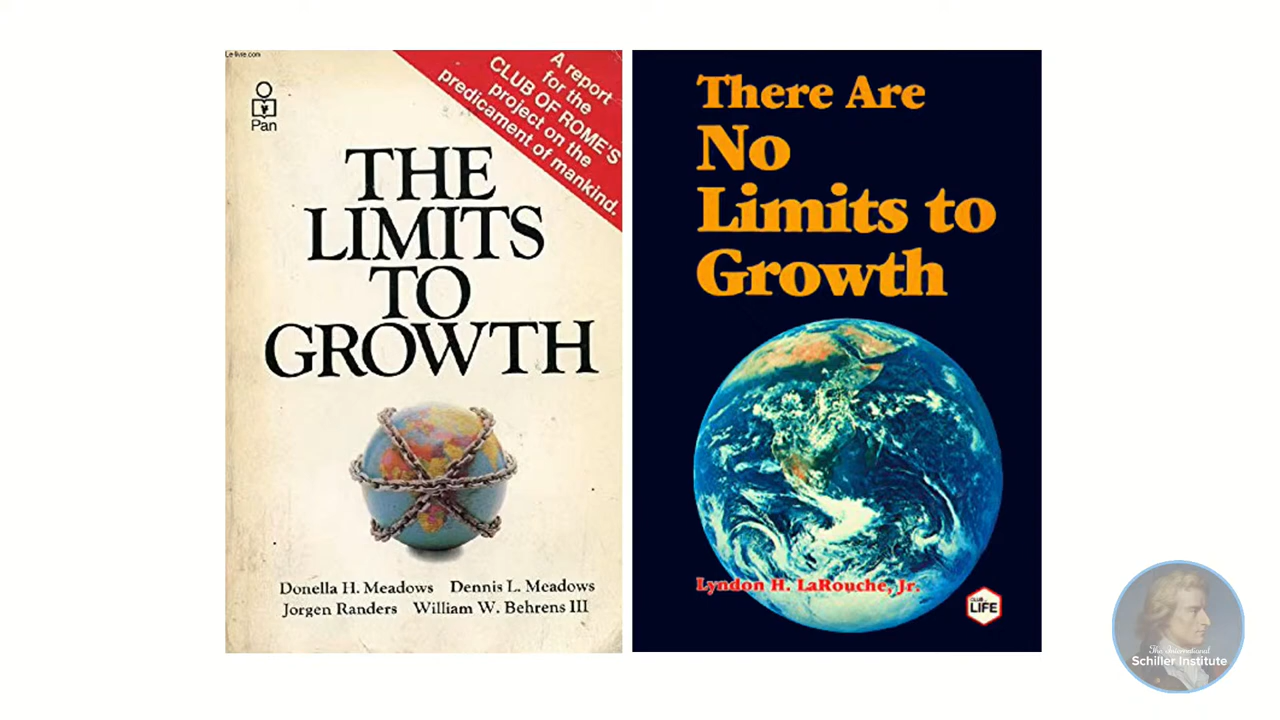 Le-livre.com
Pan
A report
for the
CLUB OF ROME'S
project on the
predicament of mankind.
THE
LIMITS
TO
GROWTH
Donella H. Meadows Dennis L. Meadows
Jorgen Randers William W. Behrens III
There Are
No
Limits to
Growth
Lyndon H. LaRouche, Jr.
CLUB OF
LIFE
The International
Schiller Institute